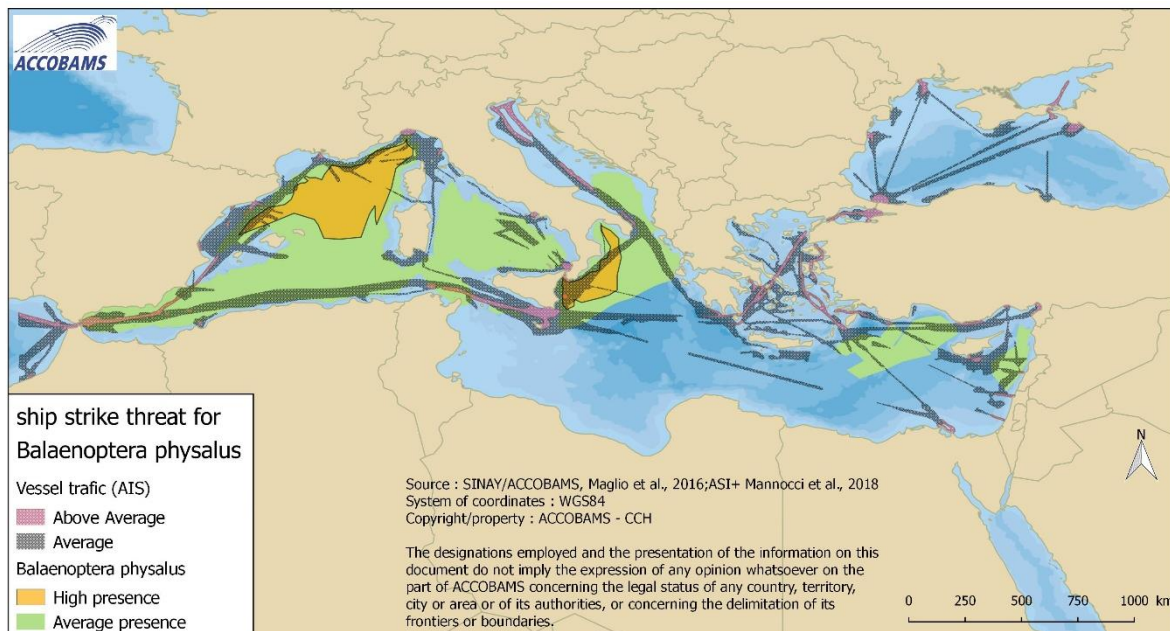 ACCOBAMS
ship strike threat for
Balaenoptera physalus
Vessel trafic (AIS)
Above Average
Average
Balaenoptera physalus
High presence
Average presence
Source : SINAY/ACCOBAMS, Maglio et al., 2016;ASI+ Mannocci et al., 2018
System of coordinates : WGS84
Copyright/property : ACCOBAMS - CCH
The designations employed and the presentation of the information on this
document do not imply the expression of any opinion whatsoever on the
part of ACCOBAMS concerning the legal status of any country, territory,
city or area or of its authorities, or concerning the delimitation of its
frontiers or boundaries.
N
0 250 500 750 1000 km